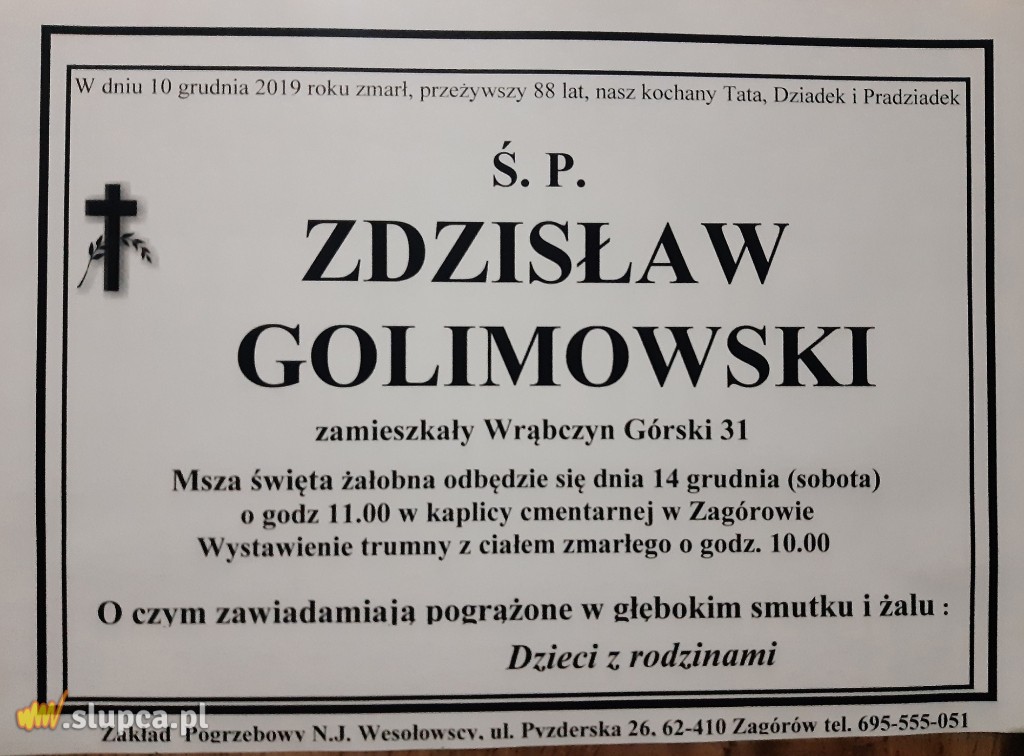 W dniu 10 grudnia 2019 roku zmarł, przeżywszy 88 lat, nasz kochany Tata, Dziadek i Pradziadek
Ś. P.
ZDZISŁAW
GOLIMOWSKI
zamieszkały Wrąbczyn Górski 31
Msza święta żałobna odbędzie się dnia 14 grudnia (sobota)
o godz 11.00 w kaplicy cmentarnej w Zagórowie
Wystawienie trumny z ciałem zmarłego o godz. 10.00
O czym zawiadamiają pogrążone w głębokim smutku i żalu :
Dzieci z rodzinami
www.slupca.pl
Zakład Pogrzebowy N.J. Wesołowscy, ul. Pyzderska 26, 62-410 Zagórów tel. 695-555-051